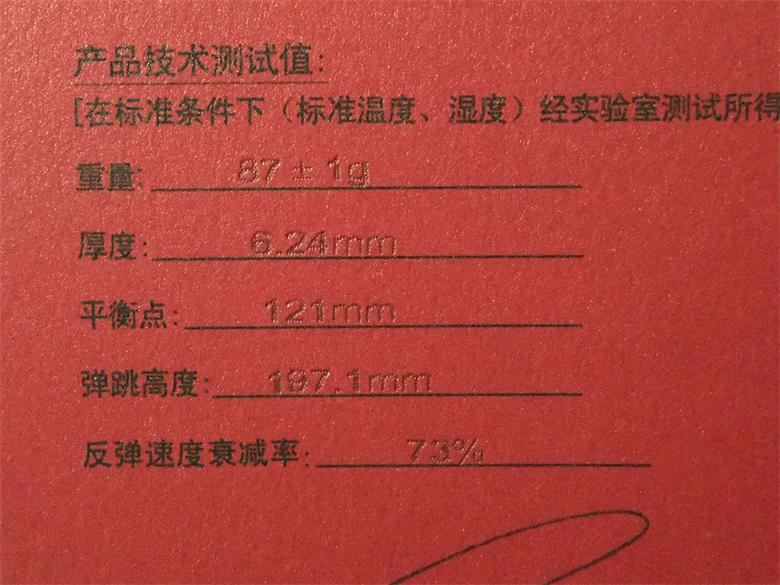 产品技术测试值:
[在标准条件下（标准温度、湿度）经实验室测试所得
重量: 87 ± 1g
厚度: 6.24mm
平衡点: 121mm
弹跳高度: 197.1mm
反弹速度衰减率: 73%